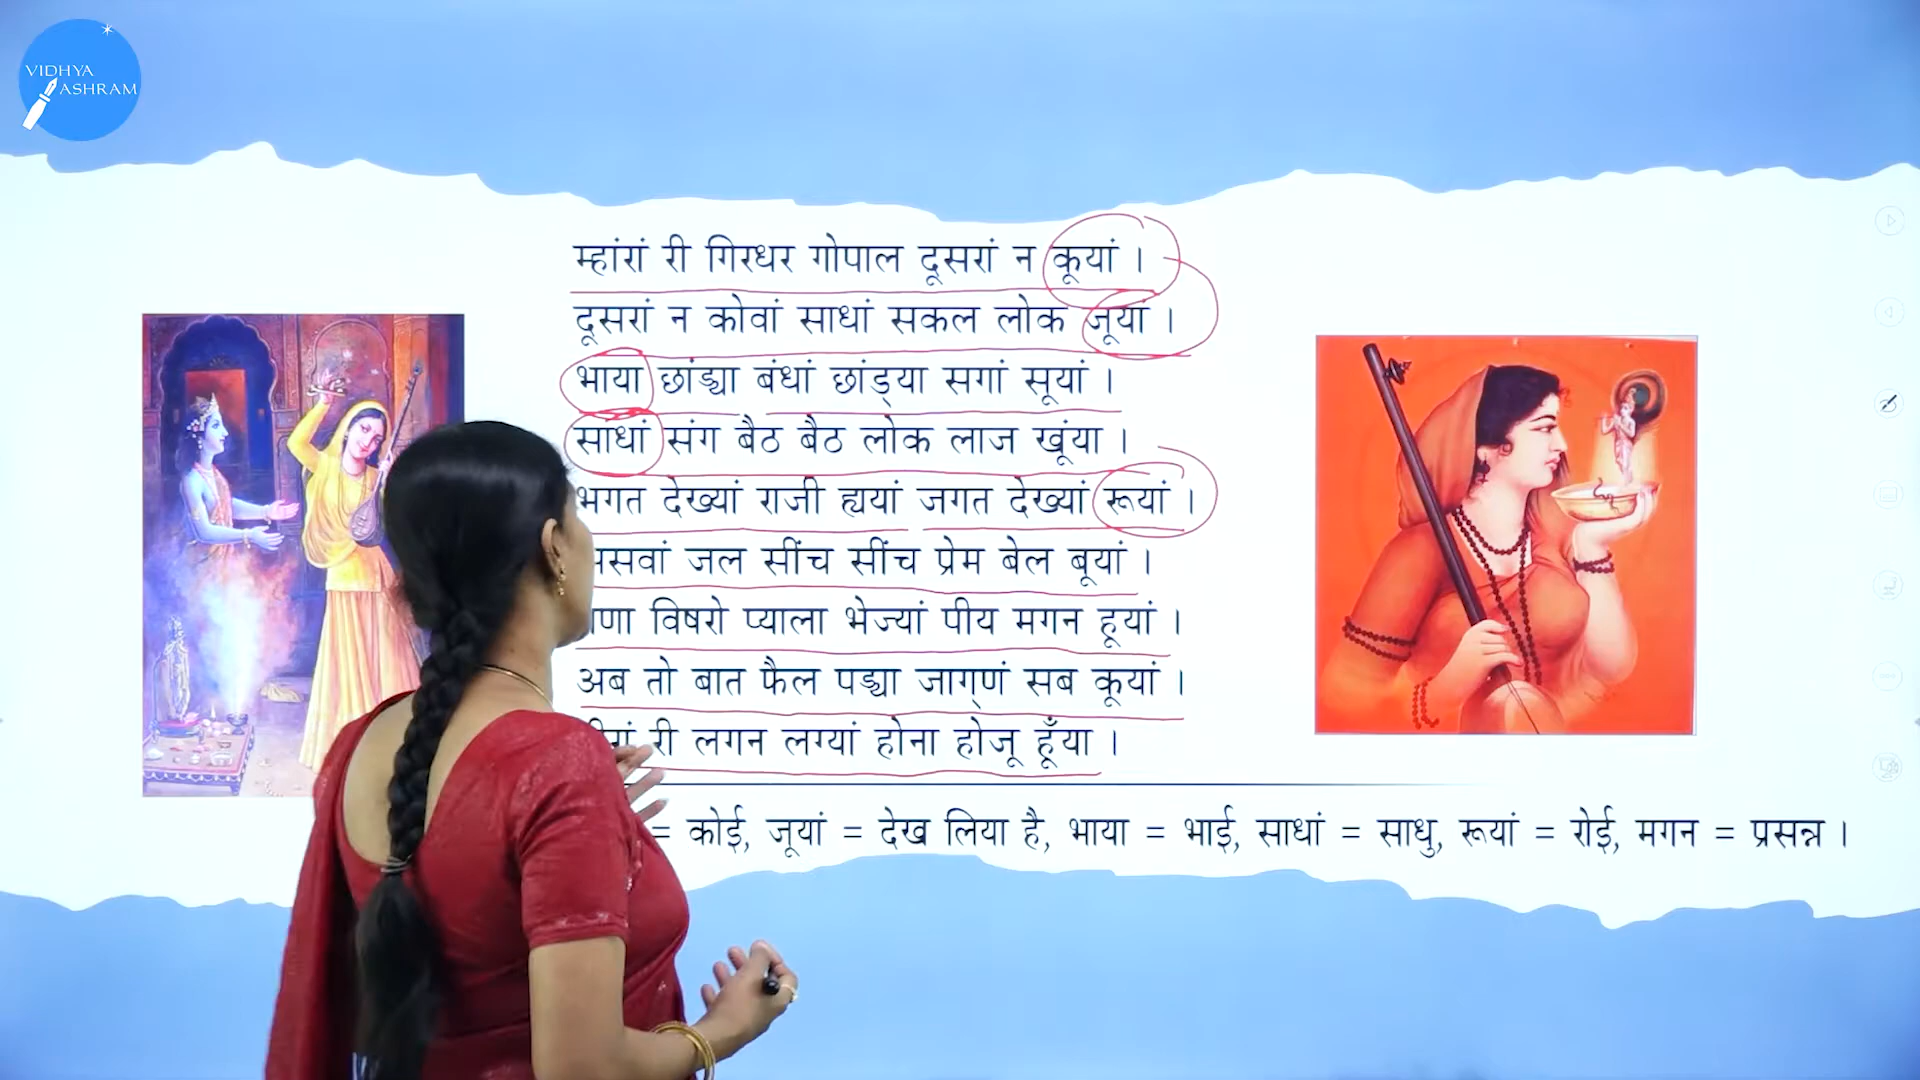 VIDHYA
ASHRAM
म्हांरां री गिरधर गोपाल दूसरां न कूयां ।
दूसरां न कोवां साधां सकल लोक जूयां ।
भाया छांड्या बंधां छांड्‌या सगां सूयां ।
साधां संग बैठ बैठ लोक लाज खूंया ।
भगत देख्यां राजी ह्ययां जगत देख्यां रूयां ।
जल सींच सींच प्रेम बेल बूयां ।
विषरो प्याला भेज्यां पीय मगन हूयां ।
अब तो बात फैल पड्या जाग्‌णं सब कूयां ।
री लगन लग्यां होना होजू हूँया ।
= कोई, जूयां = देख लिया है, भाया = भाई, साधां = साधु, रूयां = रोई, मगन = प्रसन्न ।